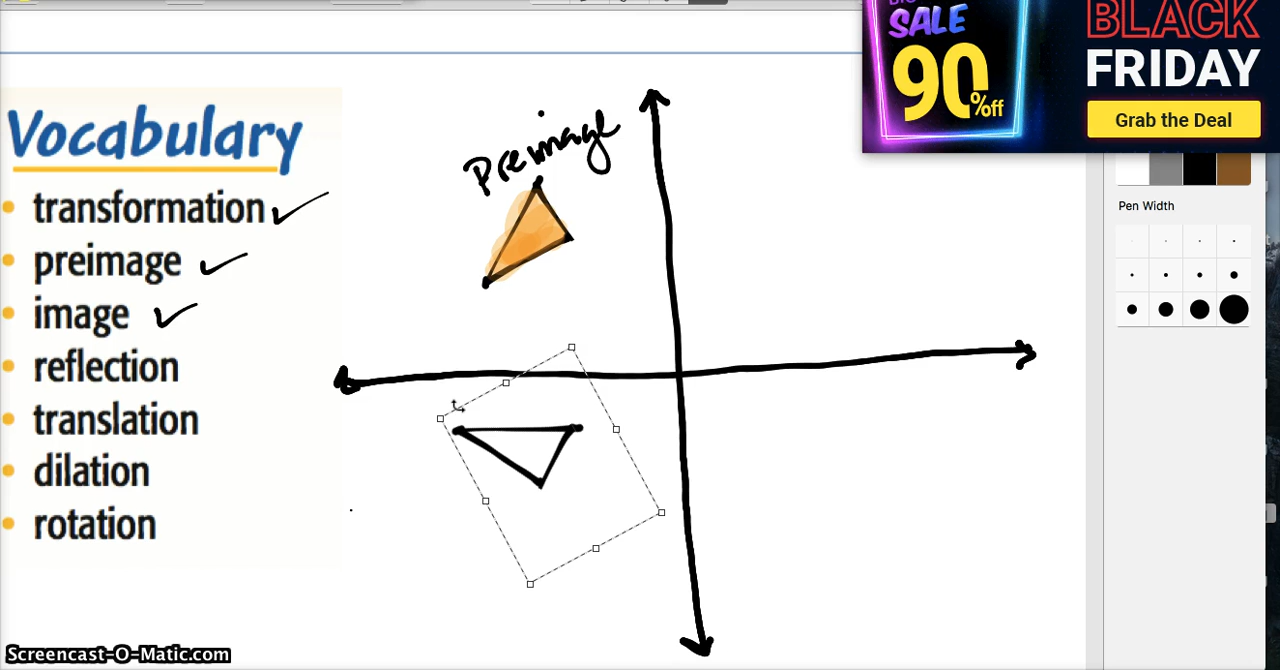 SALE
90
%off
BLACK
FRIDAY
Grab the Deal
Vocabulary
Preimage
transformation
preimage
image
reflection
translation
dilation
rotation
Pen Width
Screencast-O-Matic.com